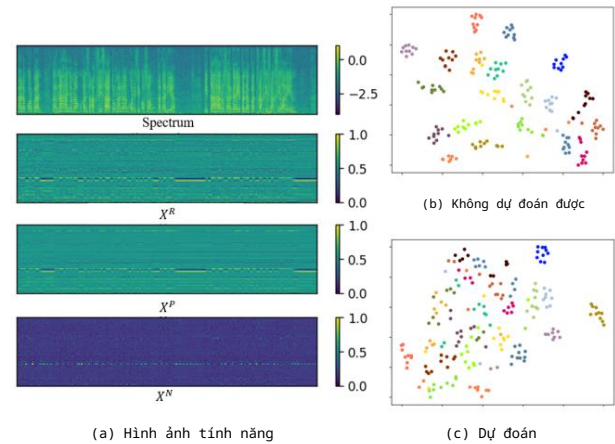 0.0
−2.5
Spectrum
1.0
0.5
0.0
X^R
1.0
0.5
0.0
X^P
1.0
0.5
0.0
X^N
(a) Hình ảnh tính năng
(b) Không dự đoán được
(c) Dự đoán